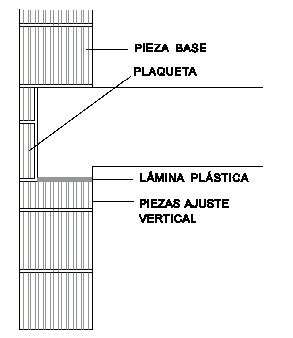 PIEZA BASE
PLAQUETA
LÁMINA PLÁSTICA
PIEZAS AJUSTE
VERTICAL